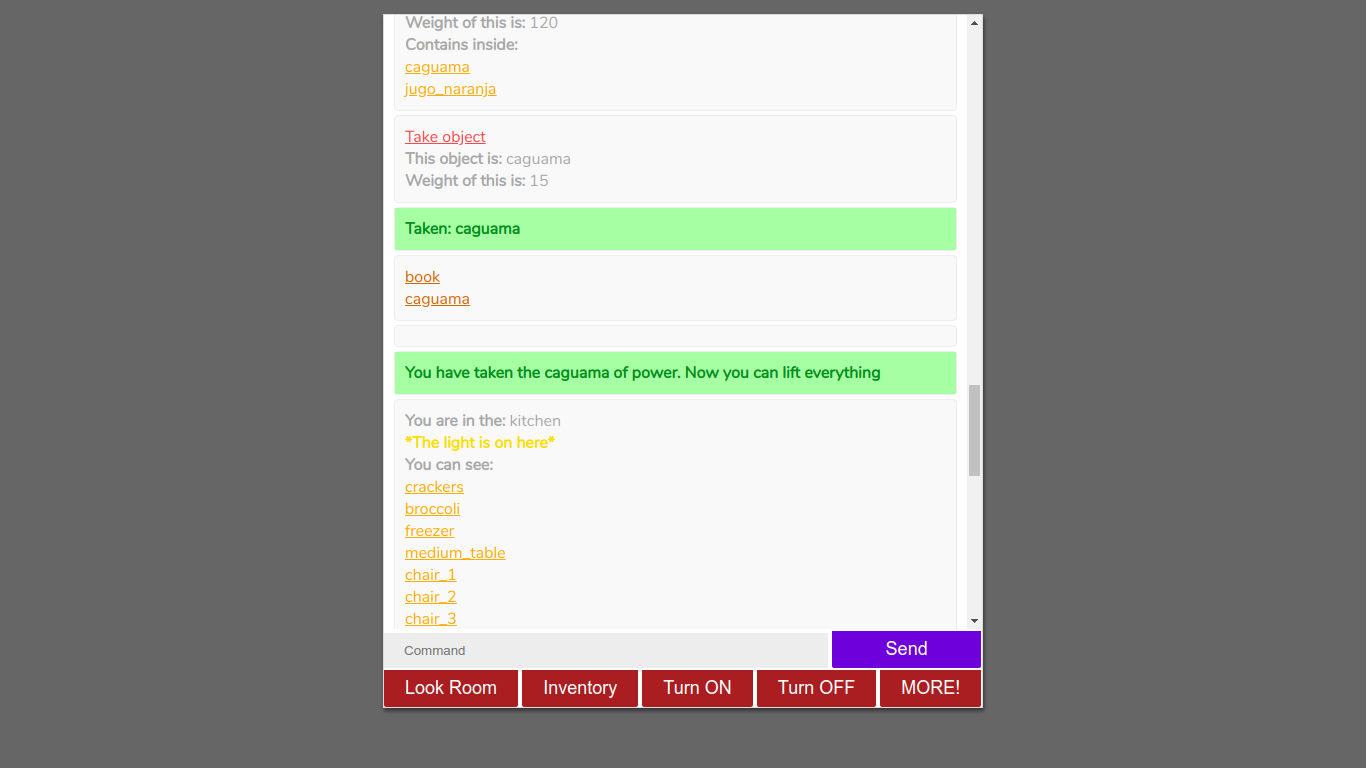 Weight of this is: 120
Contains inside:
caguama
jugo_naranja
Take object
This object is: caguama
Weight of this is: 15
Taken: caguama
book
caguama
You have taken the caguama of power. Now you can lift everything
You are in the: kitchen
*The light is on here*
You can see:
crackers
broccoli
freezer
medium_table
chair_1
chair_2
chair_3
Command
Send
Look Room
Inventory
Turn ON
Turn OFF
MORE!